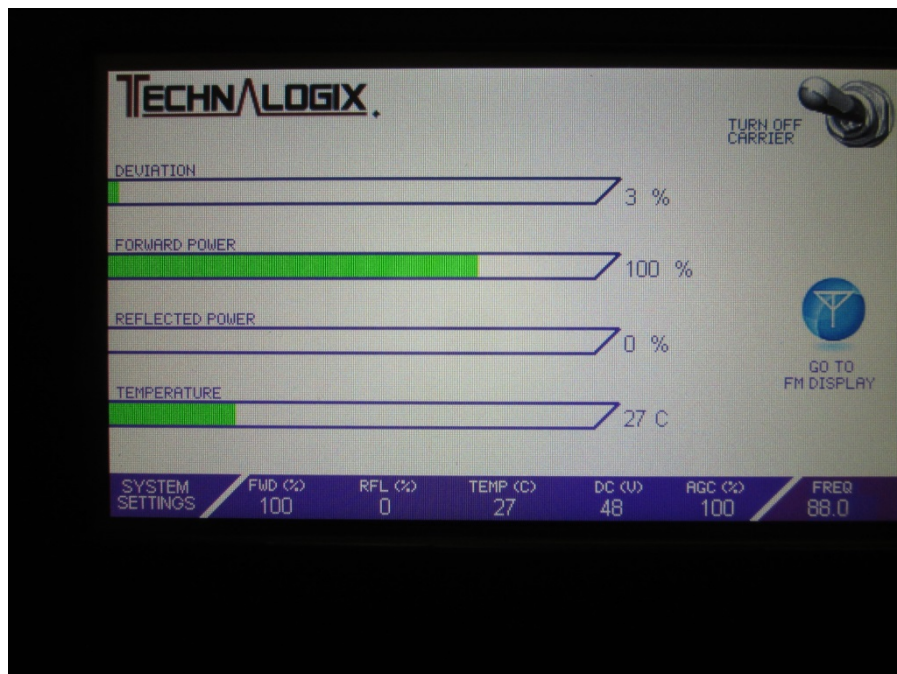 TECHNALOGIX.
TURN OFF
CARRIER
DEVIATION
3 %
FORWARD POWER
100 %
REFLECTED POWER
0 %
GO TO
FM DISPLAY
TEMPERATURE
27 C
SYSTEM
SETTINGS
FWD (%) RFL (%) TEMP (C) DC (V) AGC (%) FREQ
100 0 27 48 100 88.0